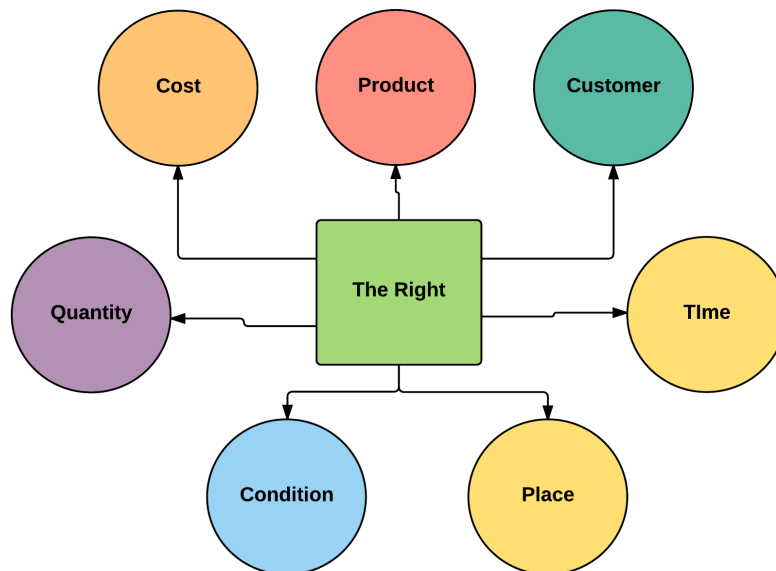 Cost
Product
Customer
The Right
Quantity
TIme
Condition
Place